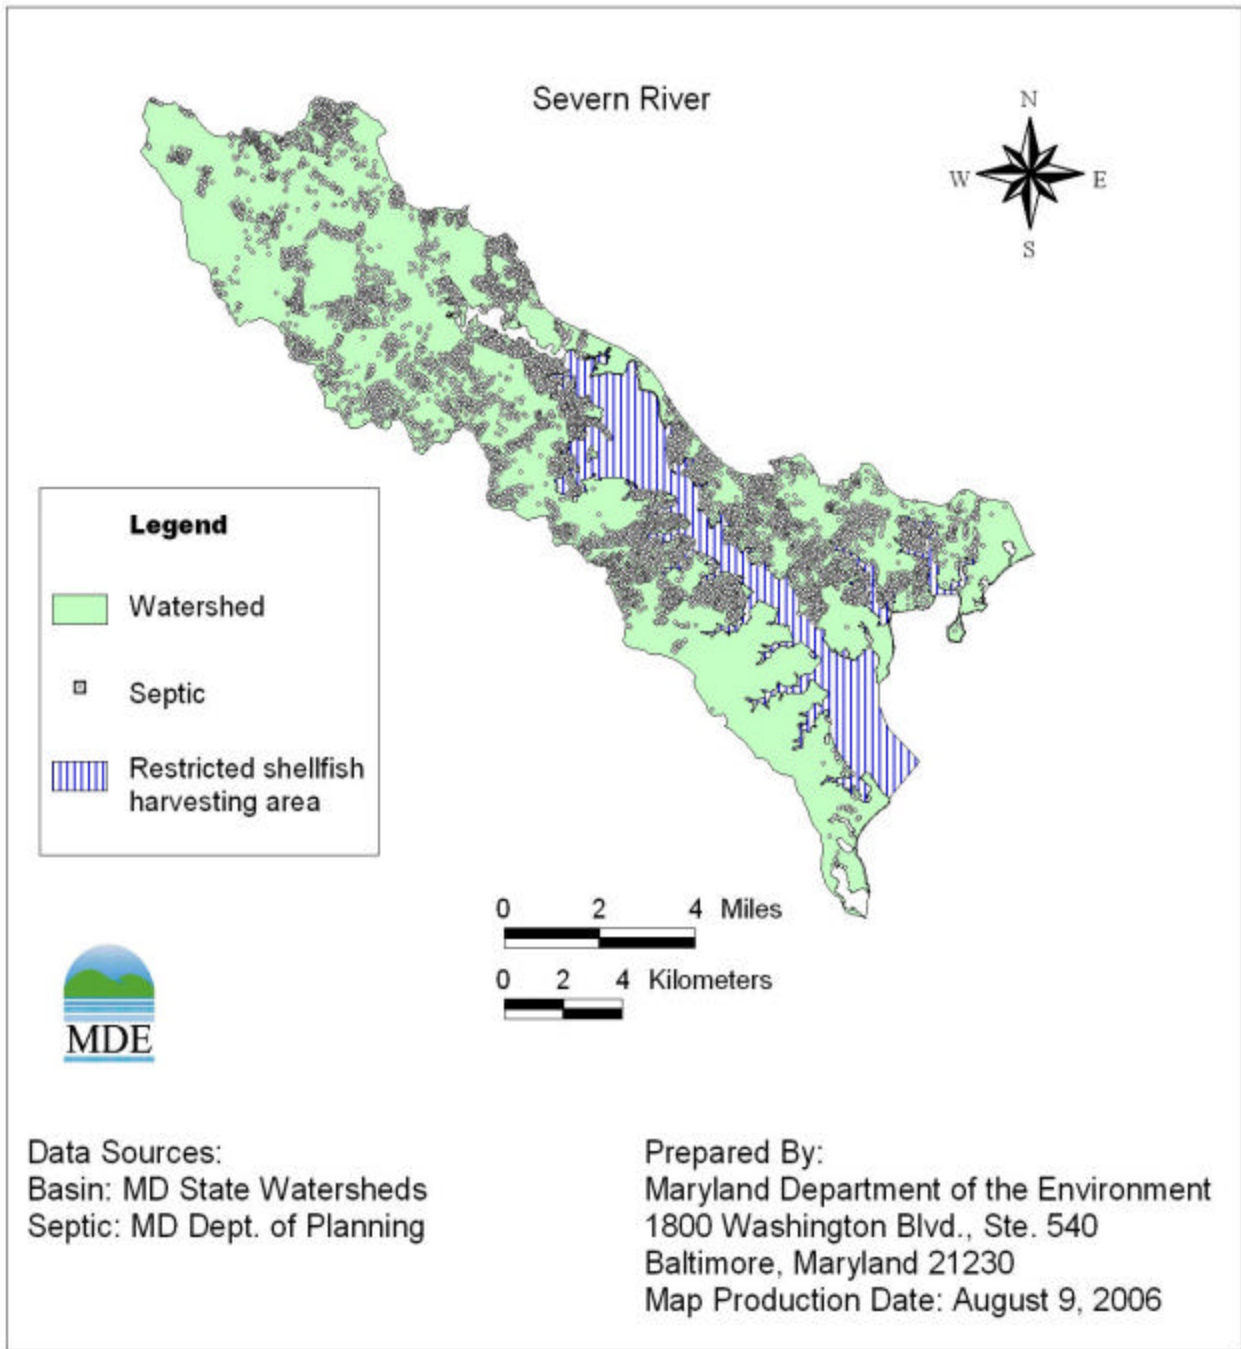 Severn River
N
W E
S
Legend
Watershed
Septic
Restricted shellfish
harvesting area
0 2 4 Miles
0 2 4 Kilometers
MDE
Data Sources:
Basin: MD State Watersheds
Septic: MD Dept. of Planning
Prepared By:
Maryland Department of the Environment
1800 Washington Blvd., Ste. 540
Baltimore, Maryland 21230
Map Production Date: August 9, 2006